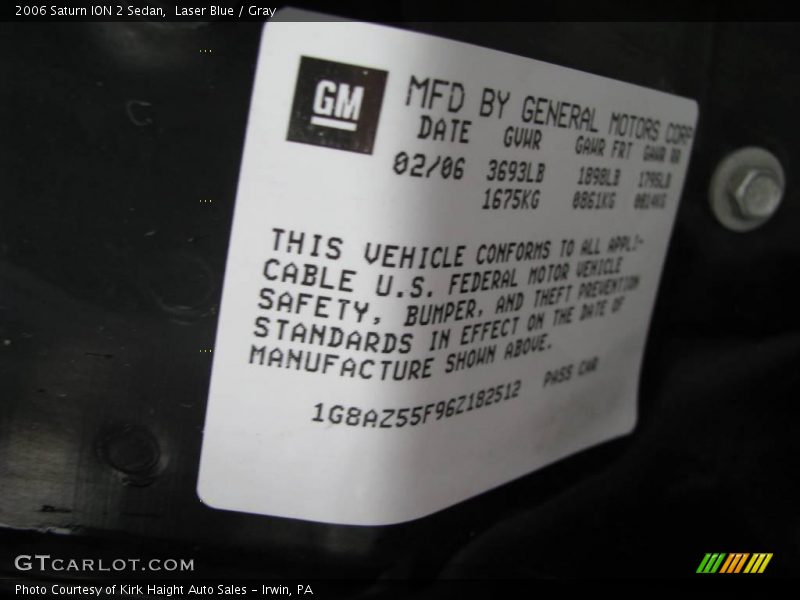 2006 Saturn ION 2 Sedan,  Laser Blue / Gray
GM
MFD BY GENERAL MOTORS CORP
DATE GVWR GAWR FRT GAWR RR
02/06 3693LB 1898LB 1795LB
1675KG 0861KG 0814KG
THIS VEHICLE CONFORMS TO ALL APPLI-
CABLE U.S. FEDERAL MOTOR VEHICLE
SAFETY, BUMPER, AND THEFT PREVENTION
STANDARDS IN EFFECT ON THE DATE OF
MANUFACTURE SHOWN ABOVE.
1G8AZ55F96Z182512 PASS CAR
GTCARLOT.COM
Photo Courtesy of Kirk Haight Auto Sales - Irwin, PA